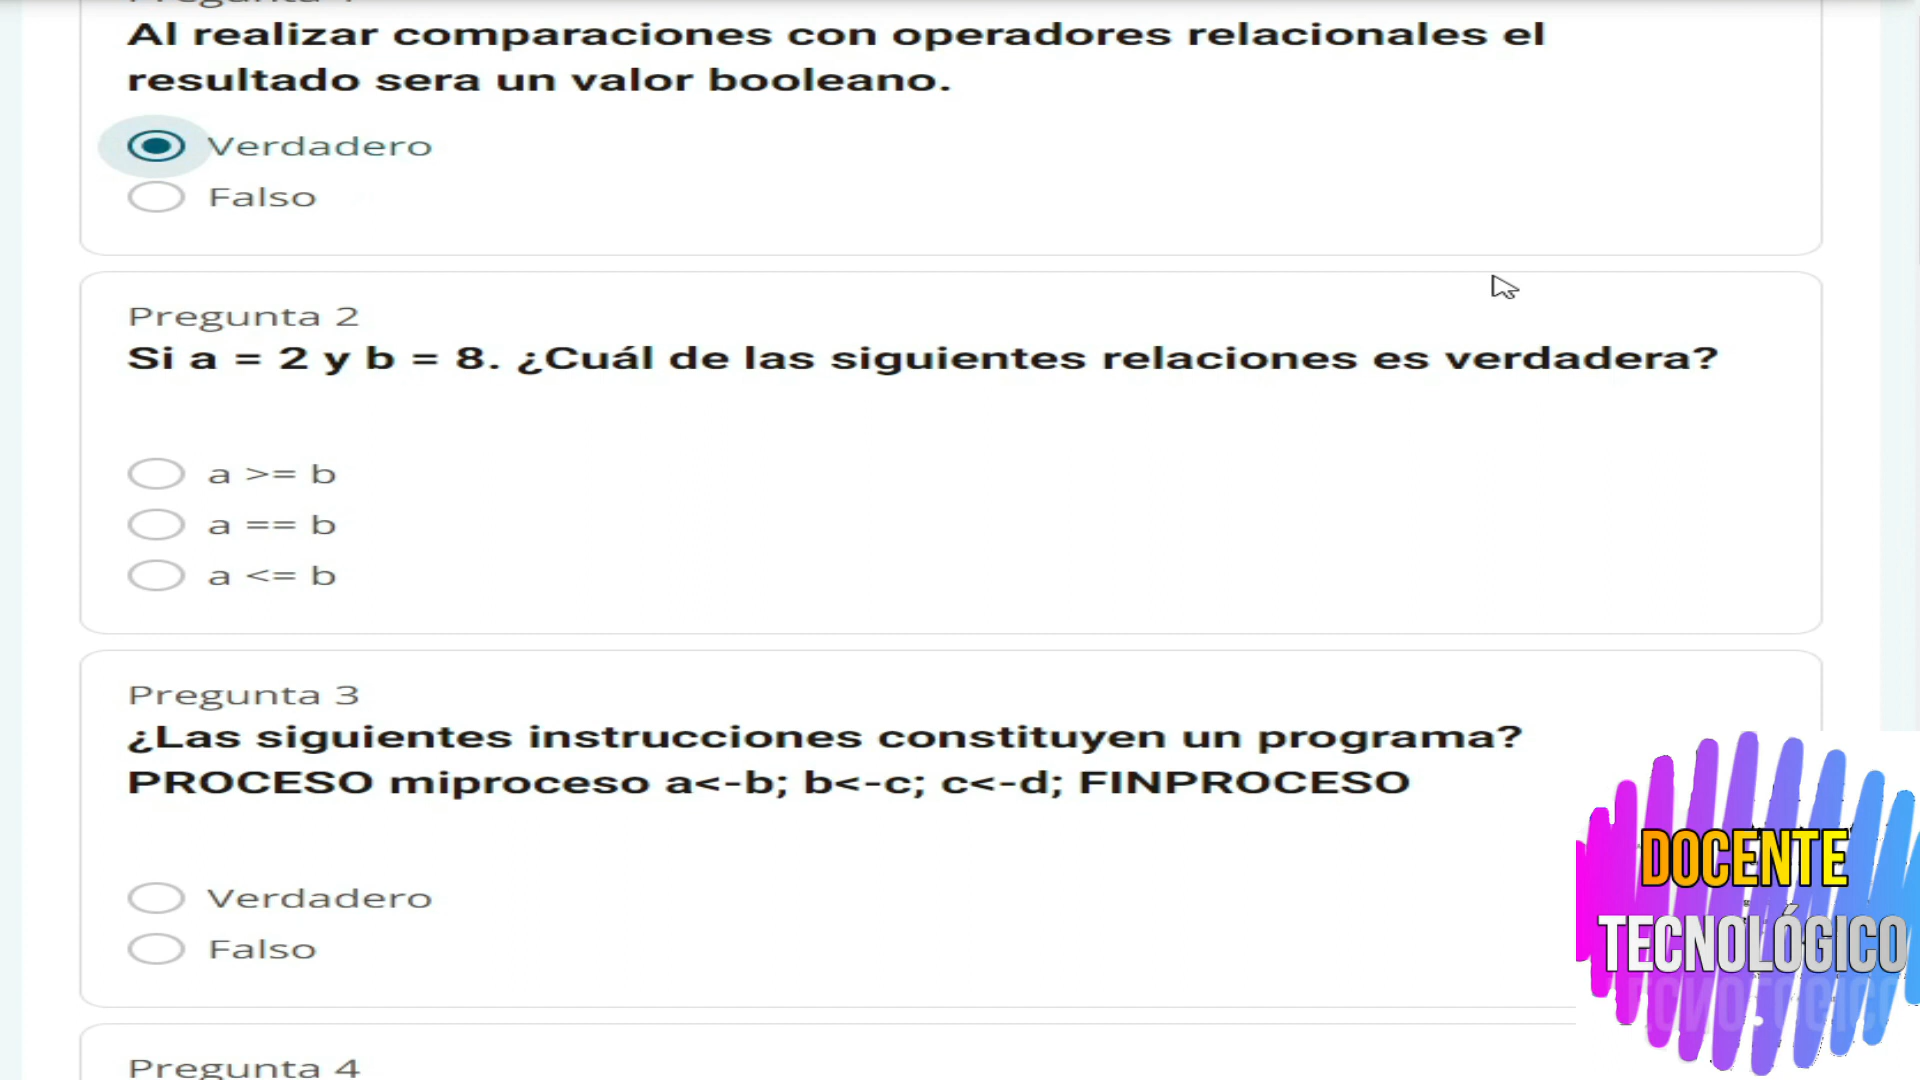 Pregunta 1
Al realizar comparaciones con operadores relacionales el
resultado sera un valor booleano.
Verdadero
Falso
Pregunta 2
Si a = 2 y b = 8. ¿Cuál de las siguientes relaciones es verdadera?
a >= b
a == b
a <= b
Pregunta 3
¿Las siguientes instrucciones constituyen un programa?
PROCESO miproceso a<-b; b<-c; c<-d; FINPROCESO
Verdadero
Falso
Pregunta 4
DOCENTE
TECNOLÓGICO